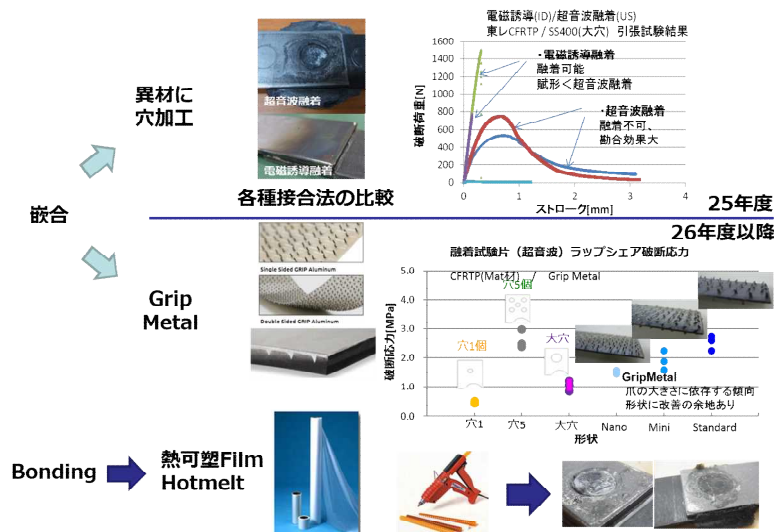 電磁誘導(ID)/超音波融着(US)
東レCFRTP / SS400(大穴) 引張試験結果
破断荷重[N]
1600
1400
1200
1000
800
600
400
200
0
0
1
2
3
4
ストローク[mm]
・電磁誘導融着
融着可能
賦形<超音波融着
・超音波融着
融着不可、
勘合効果大
異材に
穴加工
超音波融着
電磁誘導融着
各種接合法の比較
25年度
嵌合
26年度以降
Grip
Metal
Single Sided GRIP Aluminum
Double Sided GRIP Aluminum
融着試験片（超音波）ラップシェア破断応力
CFRTP(Mat材) / Grip Metal
破断応力[MPa]
5.0
4.0
3.0
2.0
1.0
0.0
穴1個
穴5個
大穴
GripMetal
爪の大きさに依存する傾向
形状に改善の余地あり
穴1
穴5
大穴
Nano
Mini
Standard
形状
Bonding
熱可塑Film
Hotmelt